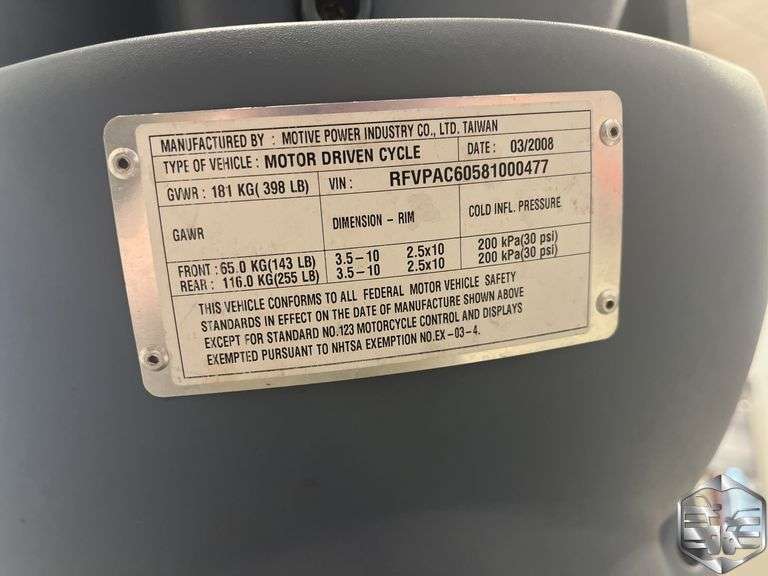 MANUFACTURED BY : MOTIVE POWER INDUSTRY CO., LTD. TAIWAN
TYPE OF VEHICLE : MOTOR DRIVEN CYCLE DATE : 03/2008
GVWR : 181 KG( 398 LB) VIN : RFVPAC60581000477
GAWR DIMENSION - RIM COLD INFL. PRESSURE
FRONT : 65.0 KG(143 LB) 3.5-10 2.5x10 200 kPa(30 psi)
REAR : 116.0 KG(255 LB) 3.5-10 2.5x10 200 kPa(30 psi)
THIS VEHICLE CONFORMS TO ALL FEDERAL MOTOR VEHICLE SAFETY
STANDARDS IN EFFECT ON THE DATE OF MANUFACTURE SHOWN ABOVE
EXCEPT FOR STANDARD NO.123 MOTORCYCLE CONTROL AND DISPLAYS
EXEMPTED PURSUANT TO NHTSA EXEMPTION NO.EX-03-4.